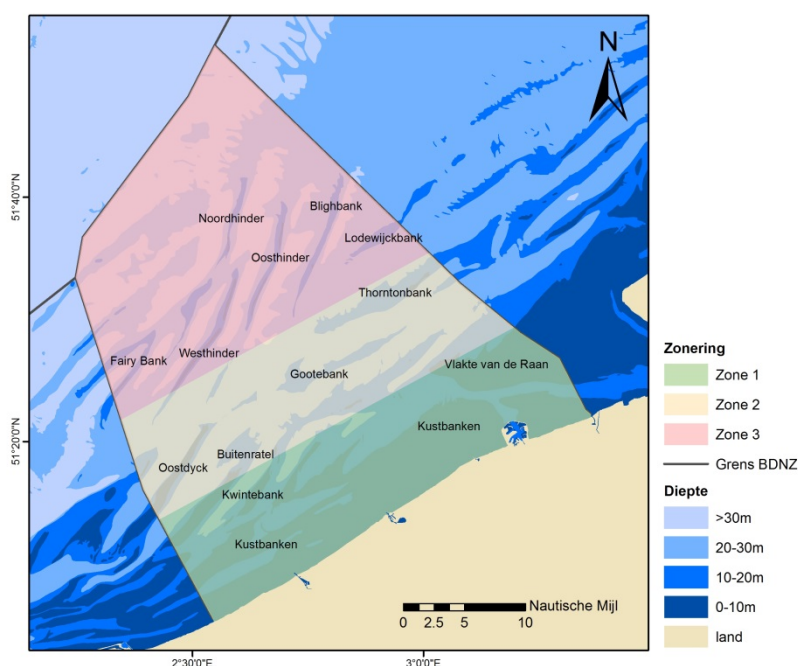 N
51°40'0"N
51°20'0"N
Noordhinder
Blighbank
Lodewijckbank
Oosthinder
Thorntonbank
Fairy Bank
Westhinder
Gootebank
Vlakte van de Raan
Kustbanken
Oostdyck
Buitenratel
Kwintebank
Kustbanken
Nautische Mijl
0 2.5 5 10
2°30'0"E
3°0'0"E
Zonering
Zone 1
Zone 2
Zone 3
Grens BDNZ
Diepte
>30m
20-30m
10-20m
0-10m
land